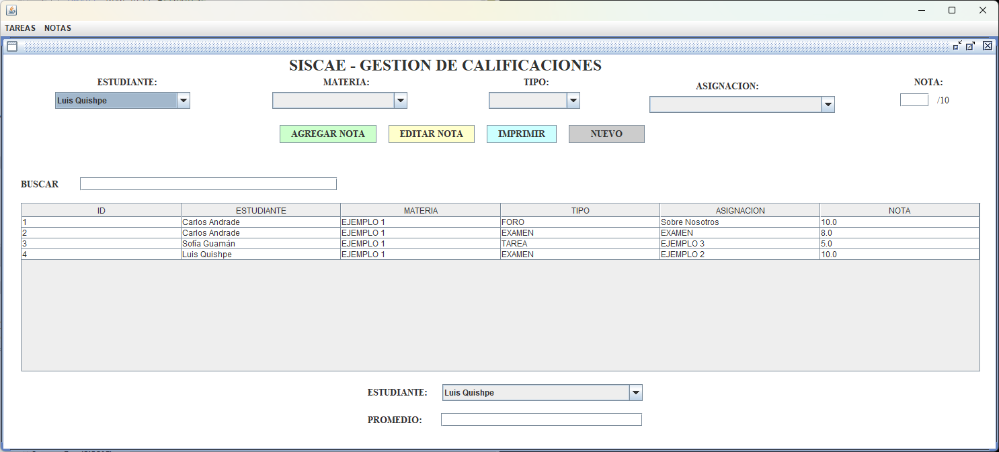 TAREAS NOTAS
SISCAE - GESTION DE CALIFICACIONES
ESTUDIANTE: MATERIA: TIPO: ASIGNACION: NOTA:
Luis Quishpe /10
AGREGAR NOTA EDITAR NOTA IMPRIMIR NUEVO
BUSCAR
ID ESTUDIANTE MATERIA TIPO ASIGNACION NOTA
1 Carlos Andrade EJEMPLO 1 FORO Sobre Nosotros 10.0
2 Carlos Andrade EJEMPLO 1 EXAMEN EXAMEN 8.0
3 Sofía Guamán EJEMPLO 1 TAREA EJEMPLO 3 5.0
4 Luis Quishpe EJEMPLO 1 EXAMEN EJEMPLO 2 10.0
ESTUDIANTE: Luis Quishpe
PROMEDIO: